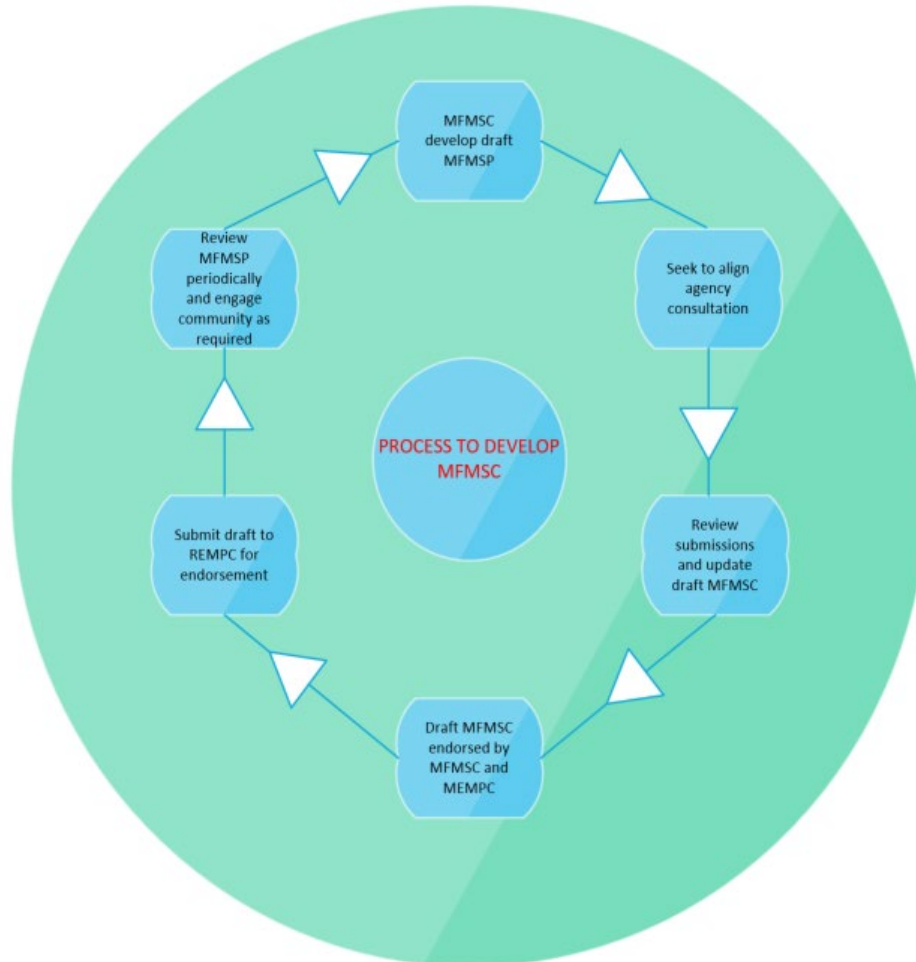 MFMSC
develop draft
MFMSP
Seek to align
agency
consultation
Review
submissions
and update
draft MFMSC
Draft MFMSC
endorsed by
MFMSC and
MEMPC
Submit draft to
REMPC for
endorsement
Review
MFMSP
periodically
and engage
community as
required
PROCESS TO DEVELOP
MFMSC